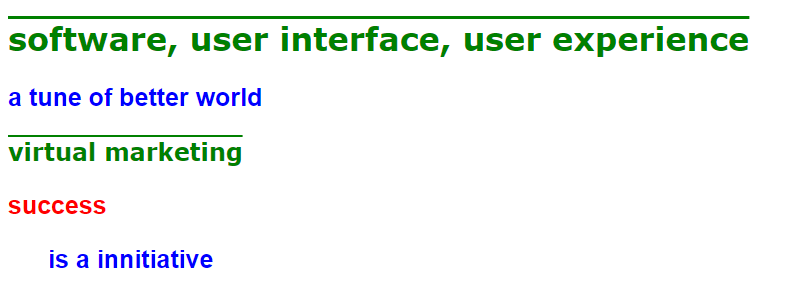 software, user interface, user experience
a tune of better world
virtual marketing
success
is a innitiative